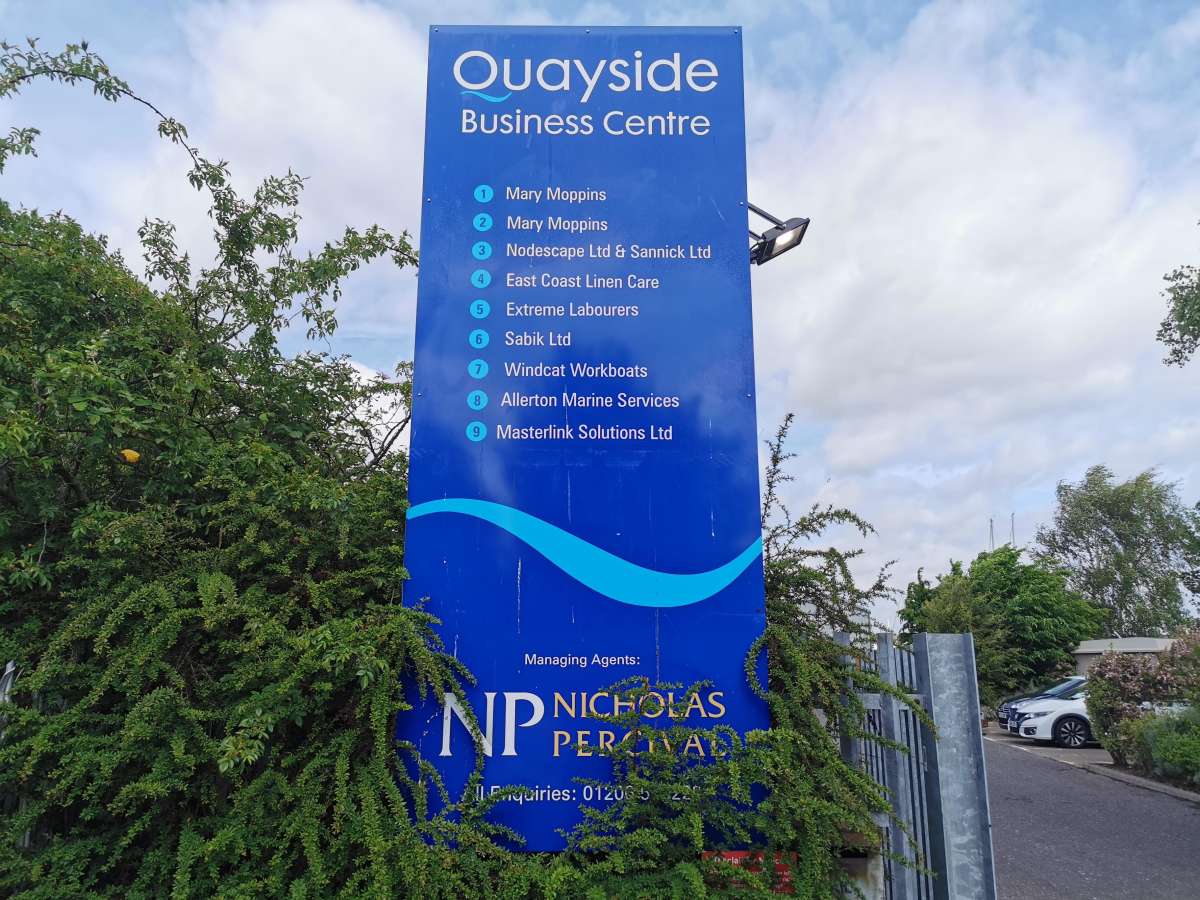 Quayside
Business Centre
1 Mary Moppins
2 Mary Moppins
3 Nodescape Ltd & Sannick Ltd
4 East Coast Linen Care
5 Extreme Labourers
6 Sabik Ltd
7 Windcat Workboats
8 Allerton Marine Services
9 Masterlink Solutions Ltd
Managing Agents:
NP NICHOLAS
PERCIVAL
Enquiries: